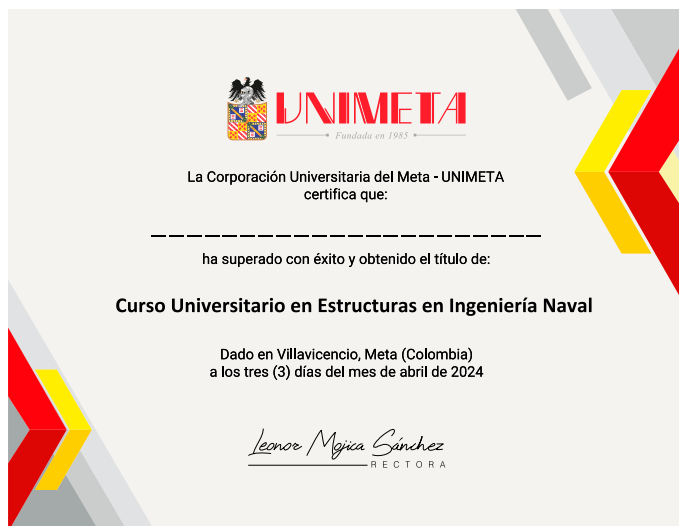 UNIMETA
Fundada en 1985
La Corporación Universitaria del Meta - UNIMETA
certifica que:
ha superado con éxito y obtenido el título de:
Curso Universitario en Estructuras en Ingeniería Naval
Dado en Villavicencio, Meta (Colombia)
a los tres (3) días del mes de abril de 2024
Leonor Mojica Sánchez
RECTORA